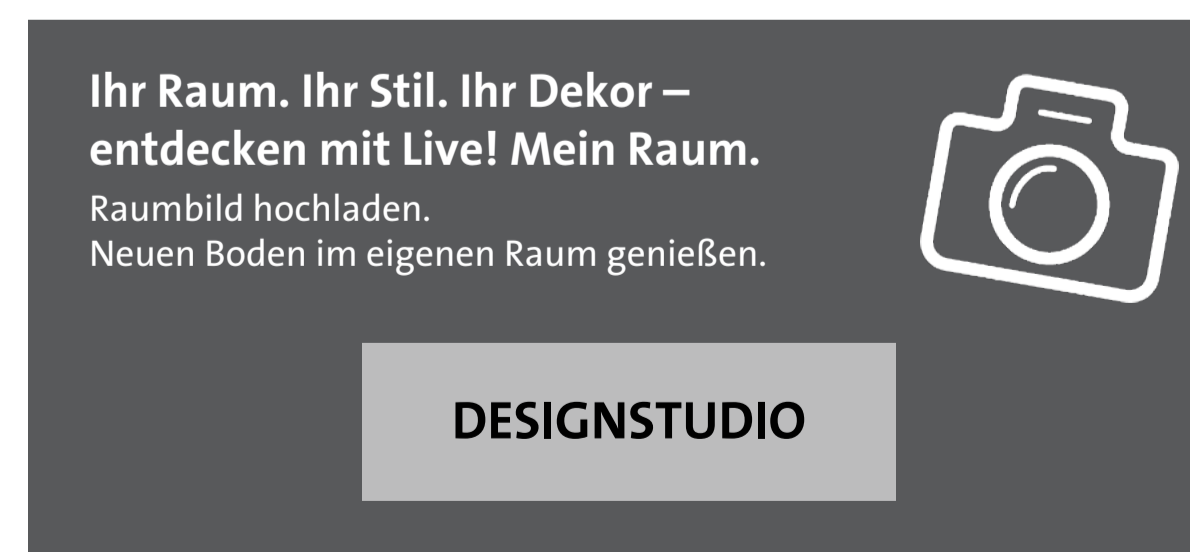 Ihr Raum. Ihr Stil. Ihr Dekor –
entdecken mit Live! Mein Raum.
Raumbild hochladen.
Neuen Boden im eigenen Raum genießen.
DESIGNSTUDIO